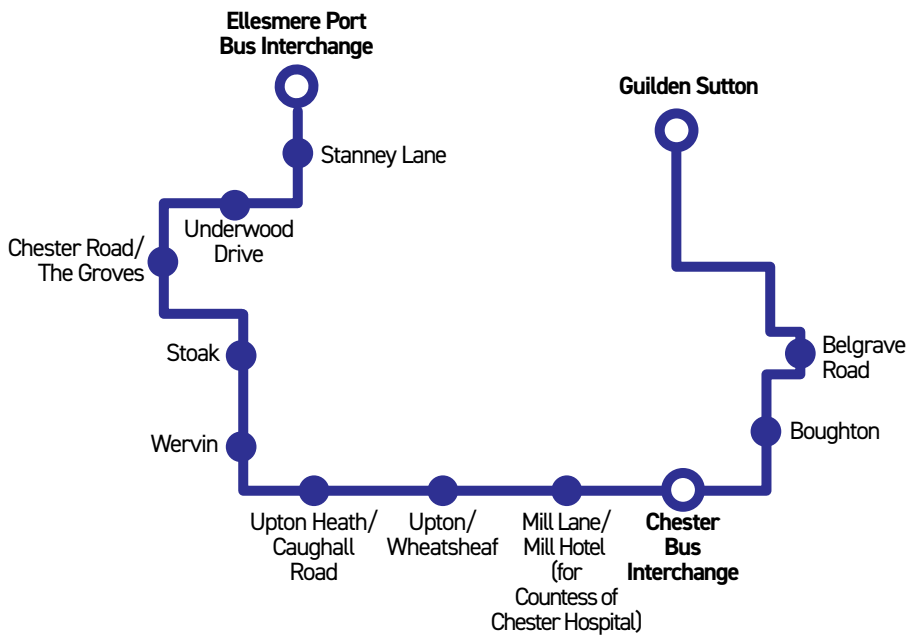 Ellesmere Port
Bus Interchange
Guilden Sutton
Stanney Lane
Underwood
Drive
Chester Road/
The Groves
Stoak
Belgrave
Road
Wervin
Boughton
Upton Heath/
Caughall
Road
Upton/
Wheatsheaf
Mill Lane/
Mill Hotel
(for
Countess of
Chester Hospital)
Chester
Bus
Interchange